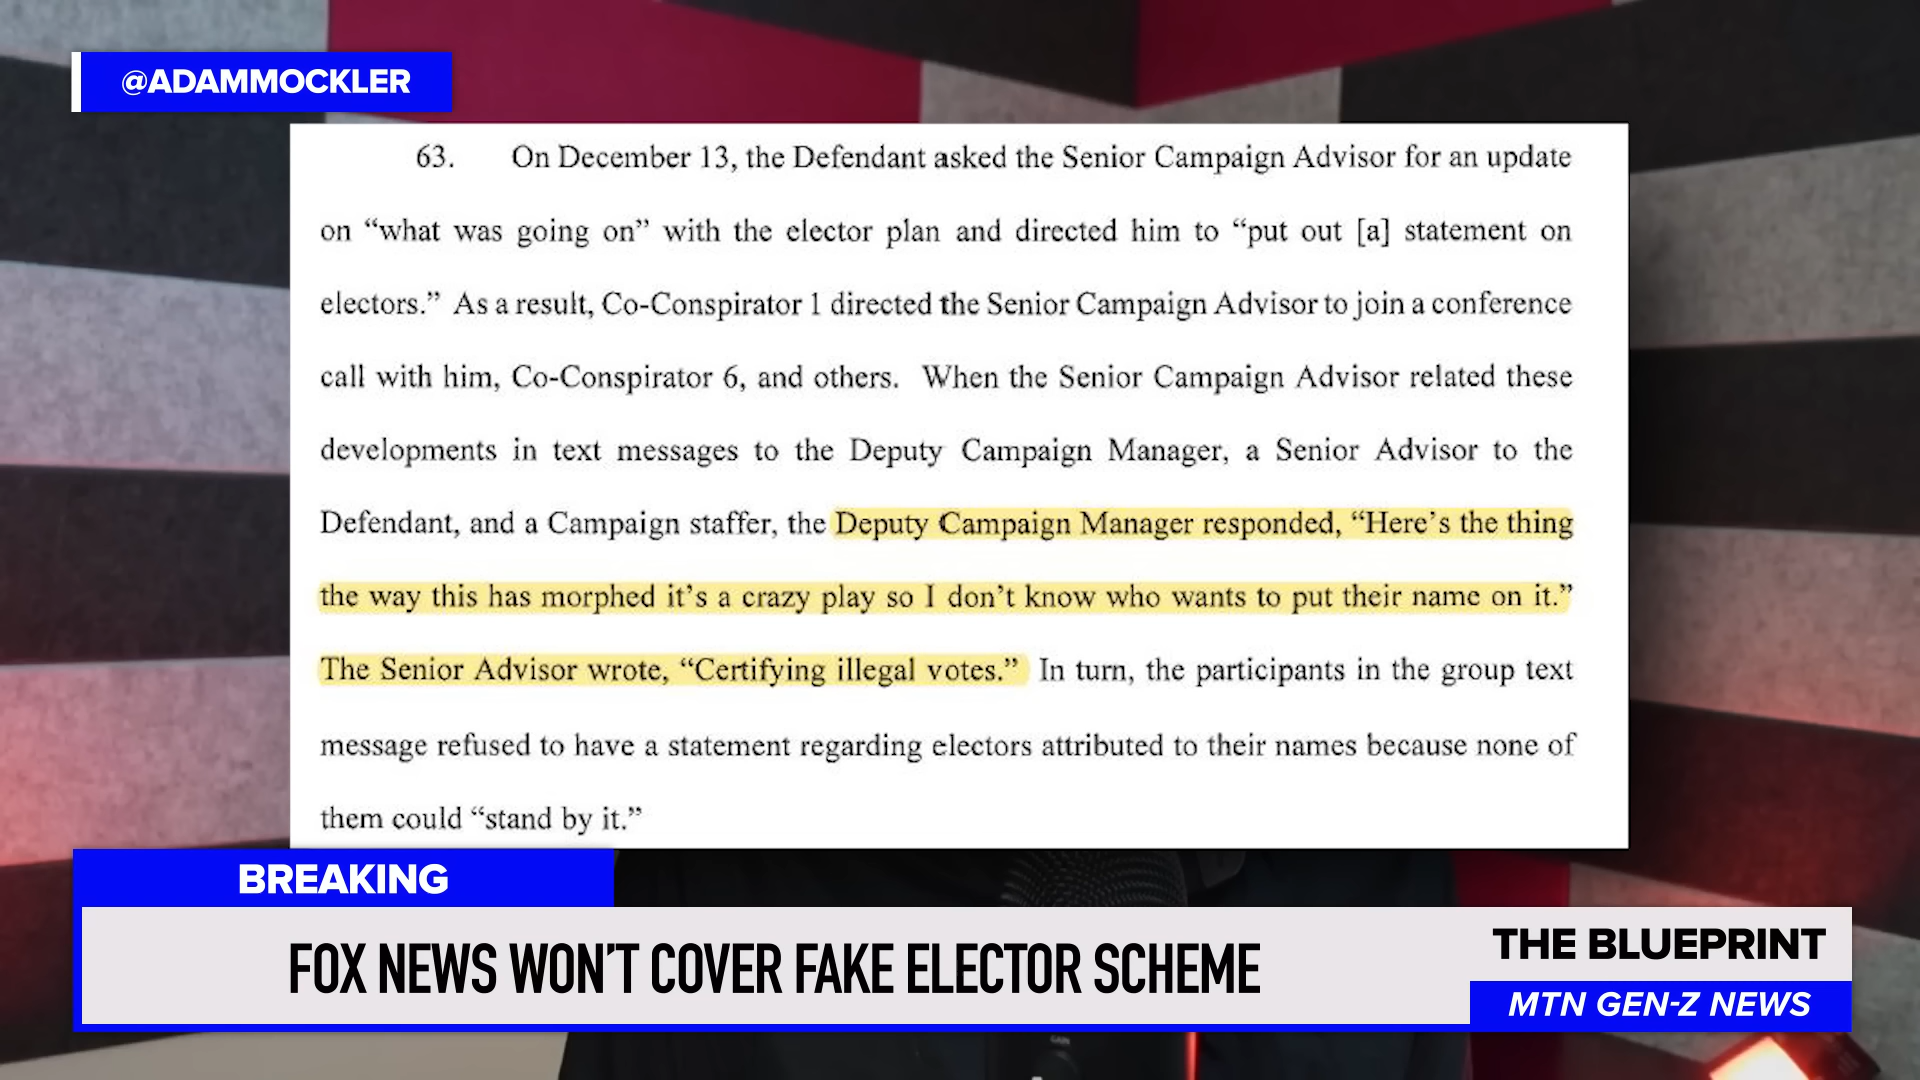 @ADAMMOCKLER
63. On December 13, the Defendant asked the Senior Campaign Advisor for an update
on “what was going on” with the elector plan and directed him to “put out [a] statement on
electors.” As a result, Co-Conspirator 1 directed the Senior Campaign Advisor to join a conference
call with him, Co-Conspirator 6, and others. When the Senior Campaign Advisor related these
developments in text messages to the Deputy Campaign Manager, a Senior Advisor to the
Defendant, and a Campaign staffer, the Deputy Campaign Manager responded, “Here’s the thing
the way this has morphed it’s a crazy play so I don’t know who wants to put their name on it.”
The Senior Advisor wrote, “Certifying illegal votes.” In turn, the participants in the group text
message refused to have a statement regarding electors attributed to their names because none of
them could “stand by it.”
BREAKING
FOX NEWS WON’T COVER FAKE ELECTOR SCHEME
THE BLUEPRINT
MTN GEN-Z NEWS
GAIN